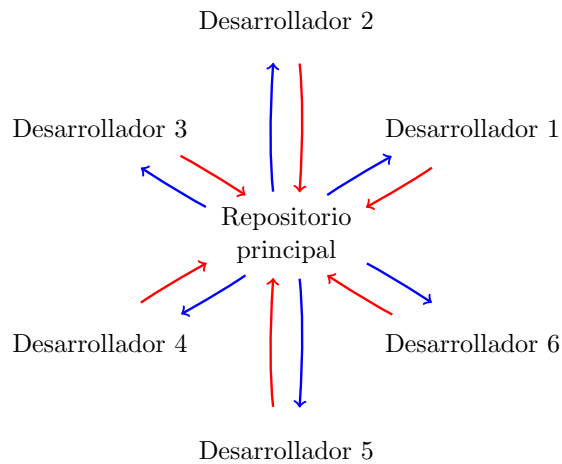 Desarrollador 2
Desarrollador 3
Desarrollador 1
Repositorio
principal
Desarrollador 4
Desarrollador 6
Desarrollador 5